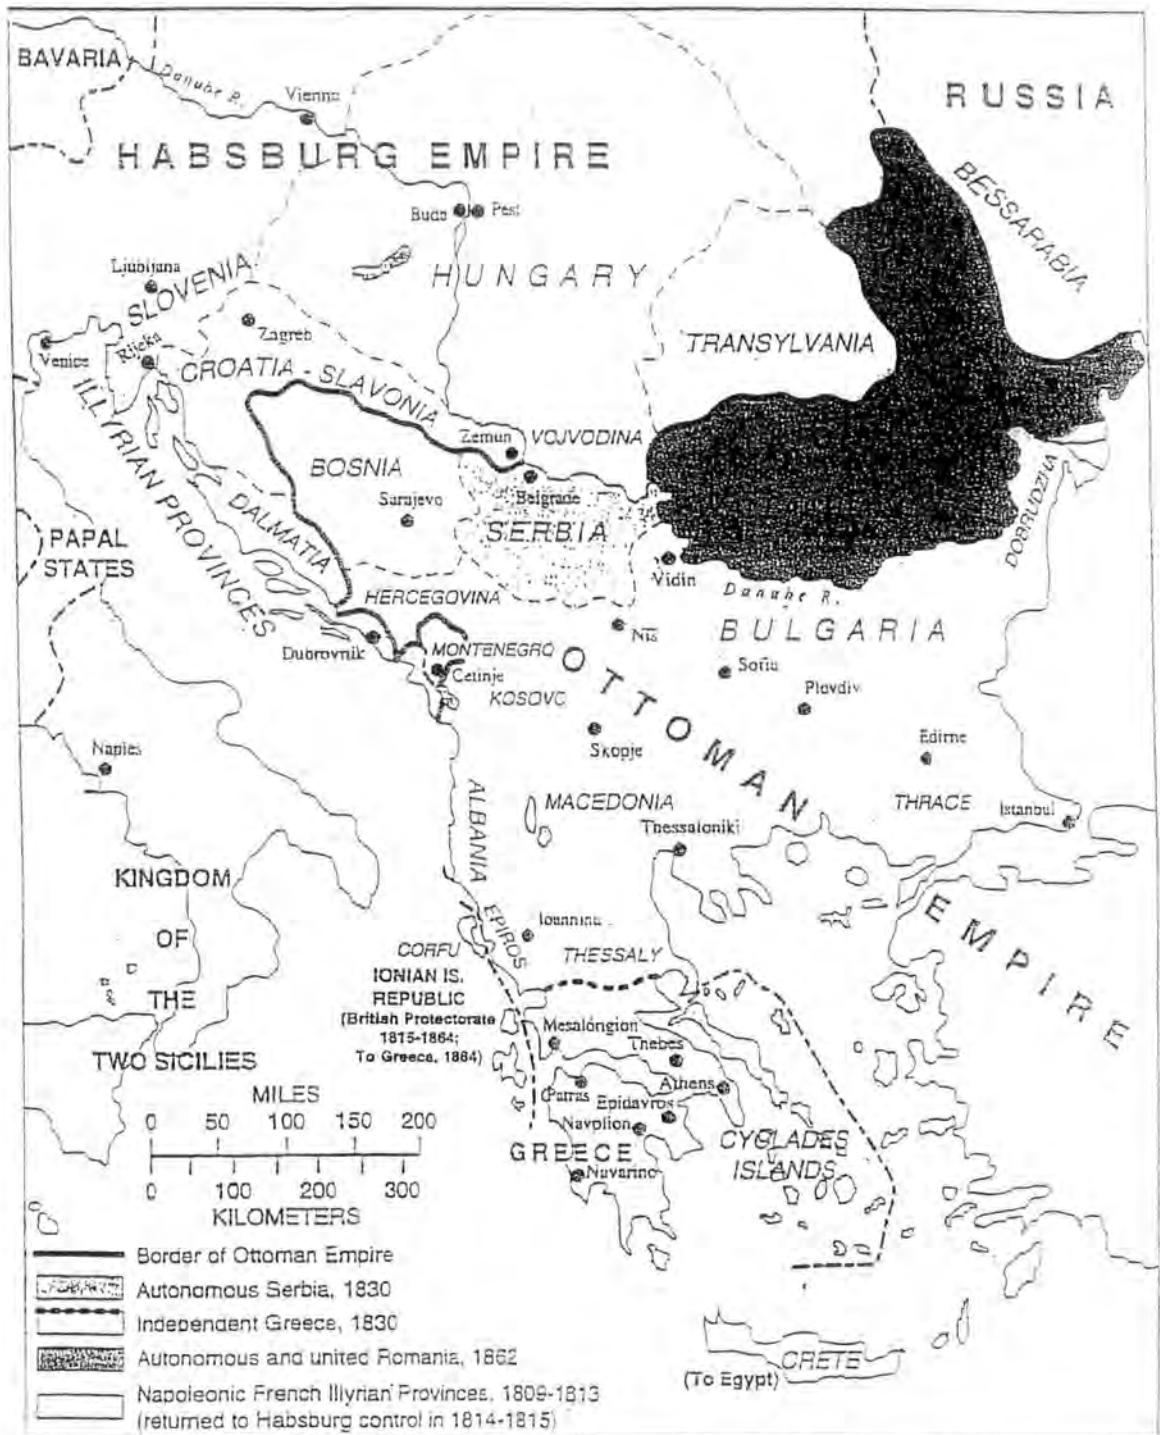 BAVARIA
Danube R.
Vienna
RUSSIA
HABSBURG EMPIRE
BESSARABIA
Buda
Pest
HUNGARY
Ljubljana
SLOVENIA
Zagreb
Venice
Rijeka
TRANSYLVANIA
CROATIA - SLAVONIA
ILLYRIAN PROVINCES
Zemun
VOJVODINA
BOSNIA
Belgrade
Sarajevo
SERBIA
DALMATIA
DOBRUDZHA
PAPAL
STATES
Vidin
Danube R.
HERCEGOVINA
Niš
BULGARIA
Dubrovnik
MONTENEGRO
Cetinje
KOSOVO
Sofia
Plovdiv
OTTOMAN EMPIRE
Skopje
Edirne
Naples
ALBANIA
MACEDONIA
THRACE
Istanbul
Thessaloniki
KINGDOM
OF
THE
TWO SICILIES
EPIROS
Ioannina
CORFU
THESSALY
IONIAN IS.
REPUBLIC
(British Protectorate
1815-1864;
To Greece, 1864)
Mesalóngion
Thebes
Patras
Athens
Epidavros
Navplion
GREECE
CYCLADES
ISLANDS
Navarino
MILES
0 50 100 150 200
0 100 200 300
KILOMETERS
CRETE
(To Egypt)
Border of Ottoman Empire
Autonomous Serbia, 1830
Independent Greece, 1830
Autonomous and united Romania, 1862
Napoleonic French Illyrian Provinces, 1809-1813
(returned to Habsburg control in 1814-1815)